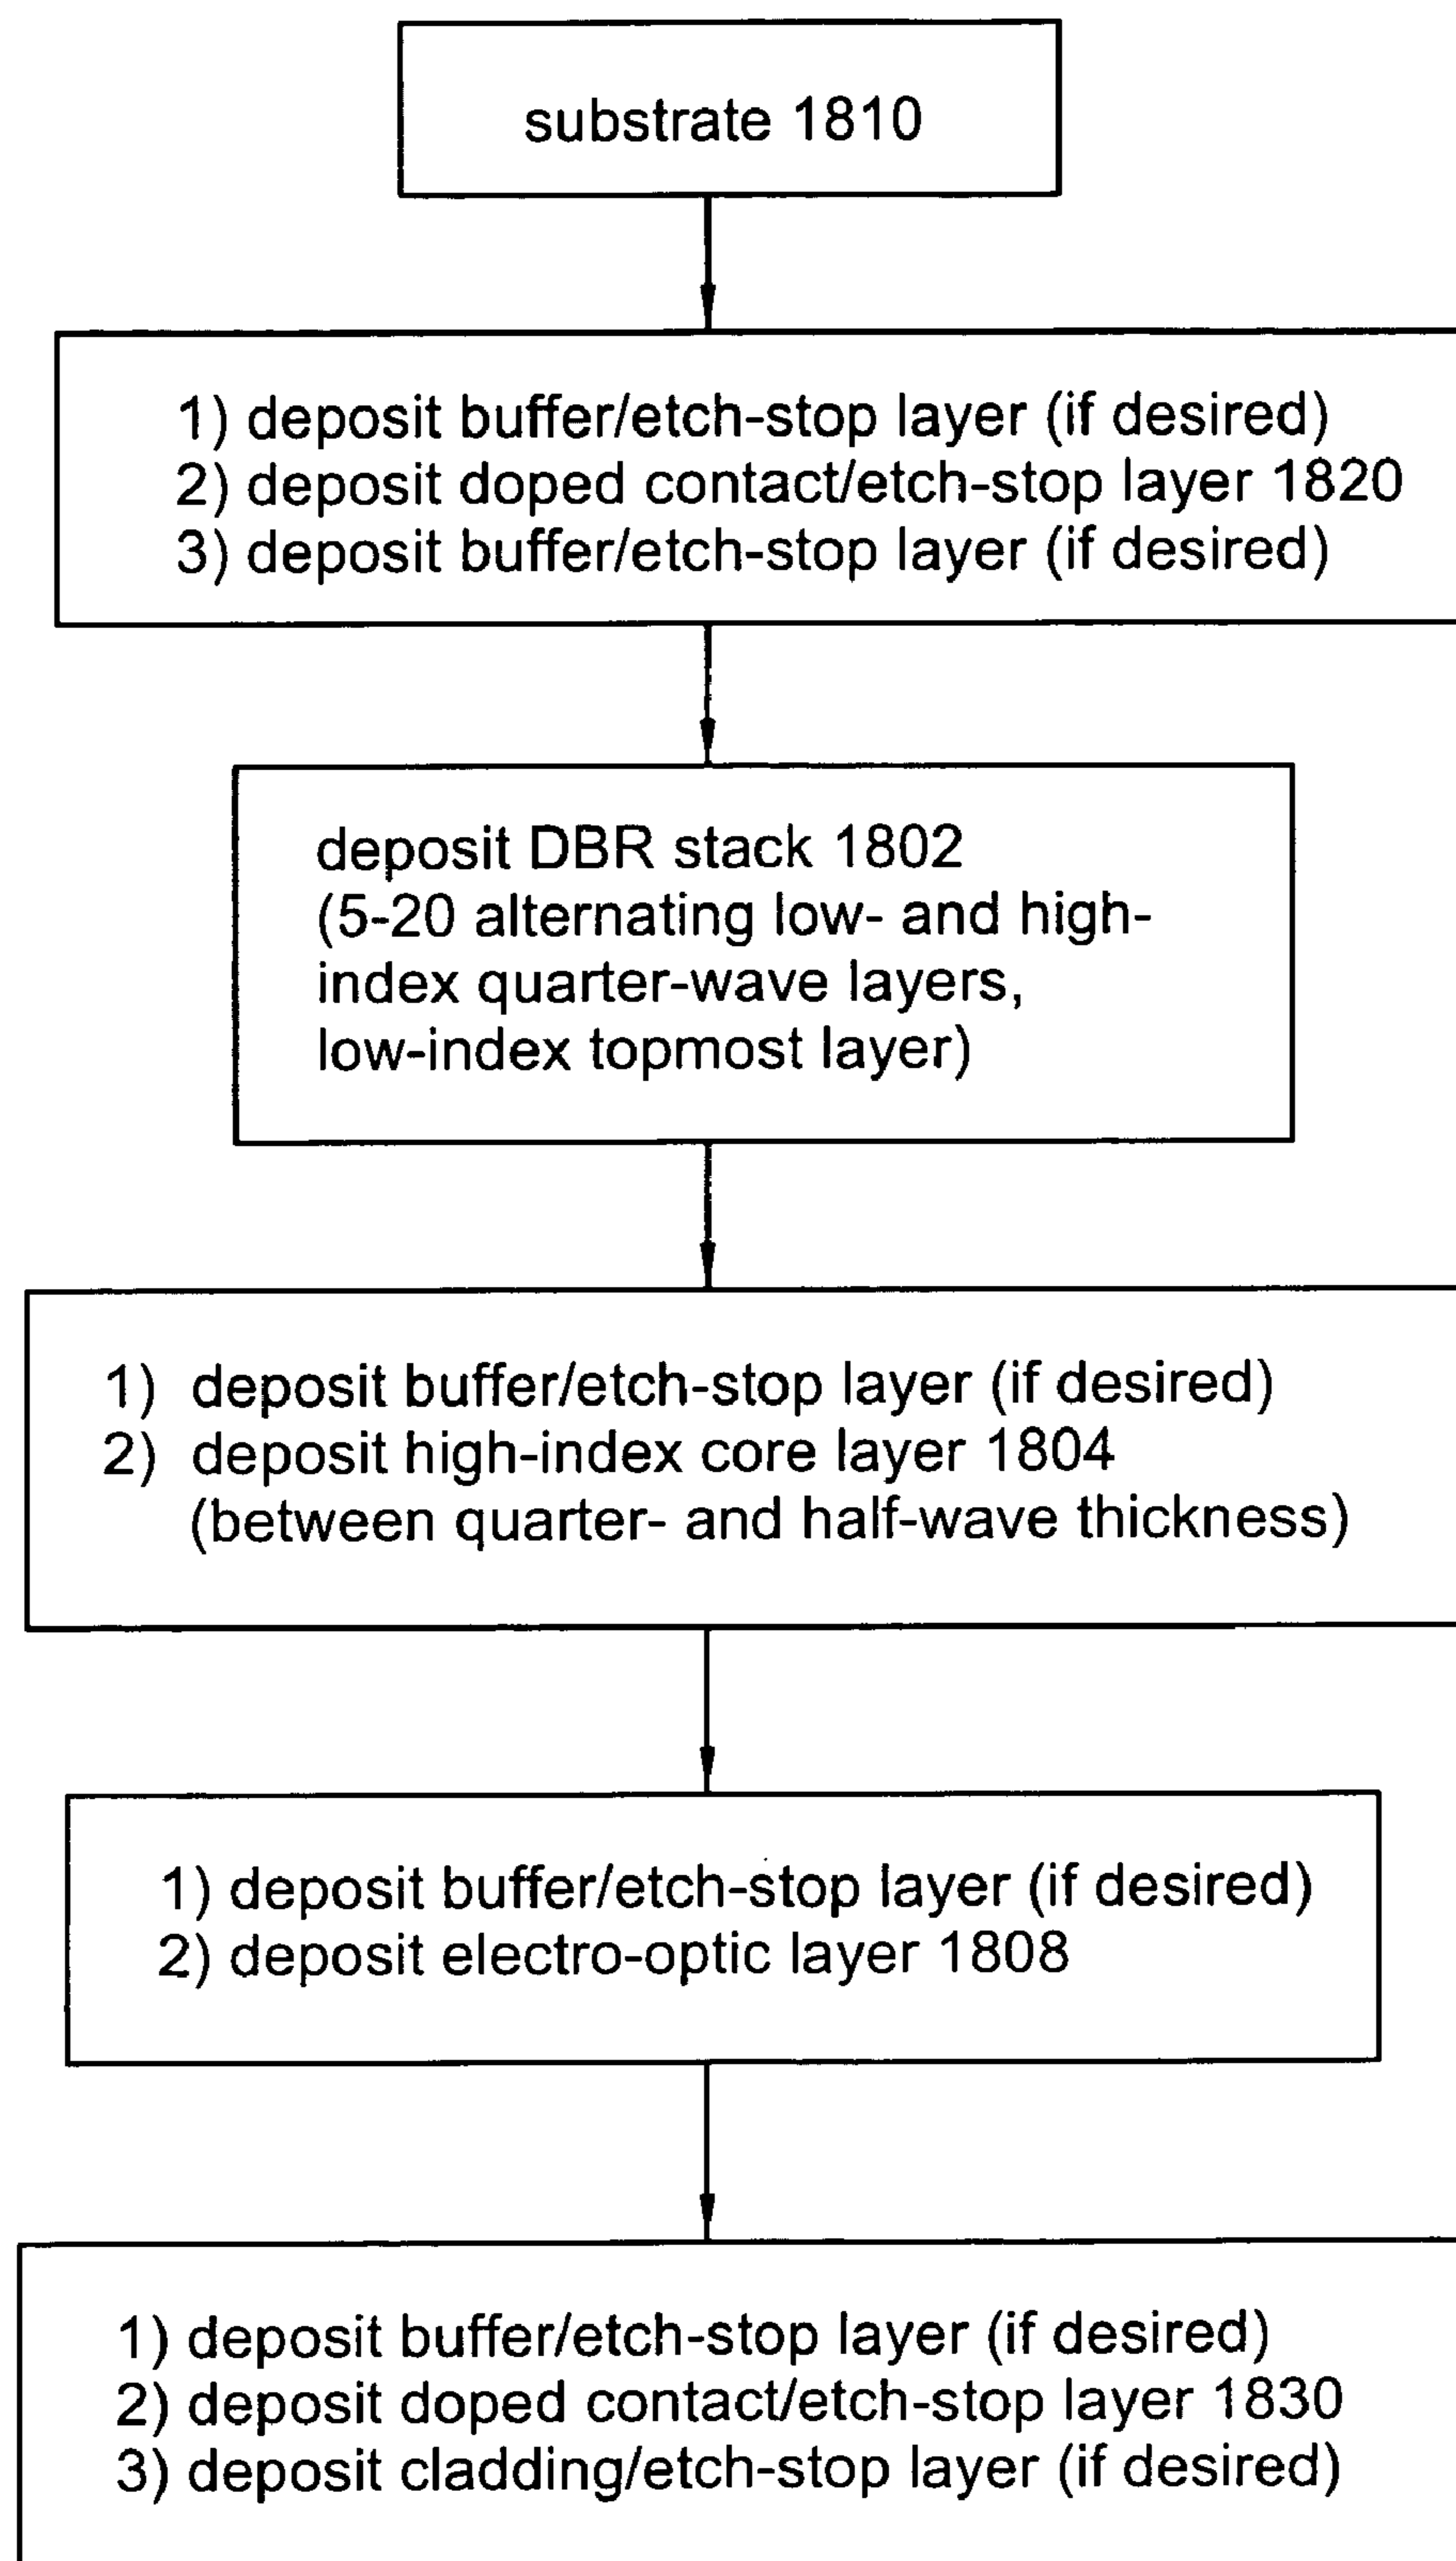 substrate 1810
1) deposit buffer/etch-stop layer (if desired)
2) deposit doped contact/etch-stop layer 1820
3) deposit buffer/etch-stop layer (if desired)
deposit DBR stack 1802
(5-20 alternating low- and high-
index quarter-wave layers,
low-index topmost layer)
1) deposit buffer/etch-stop layer (if desired)
2) deposit high-index core layer 1804
(between quarter- and half-wave thickness)
1) deposit buffer/etch-stop layer (if desired)
2) deposit electro-optic layer 1808
1) deposit buffer/etch-stop layer (if desired)
2) deposit doped contact/etch-stop layer 1830
3) deposit cladding/etch-stop layer (if desired)